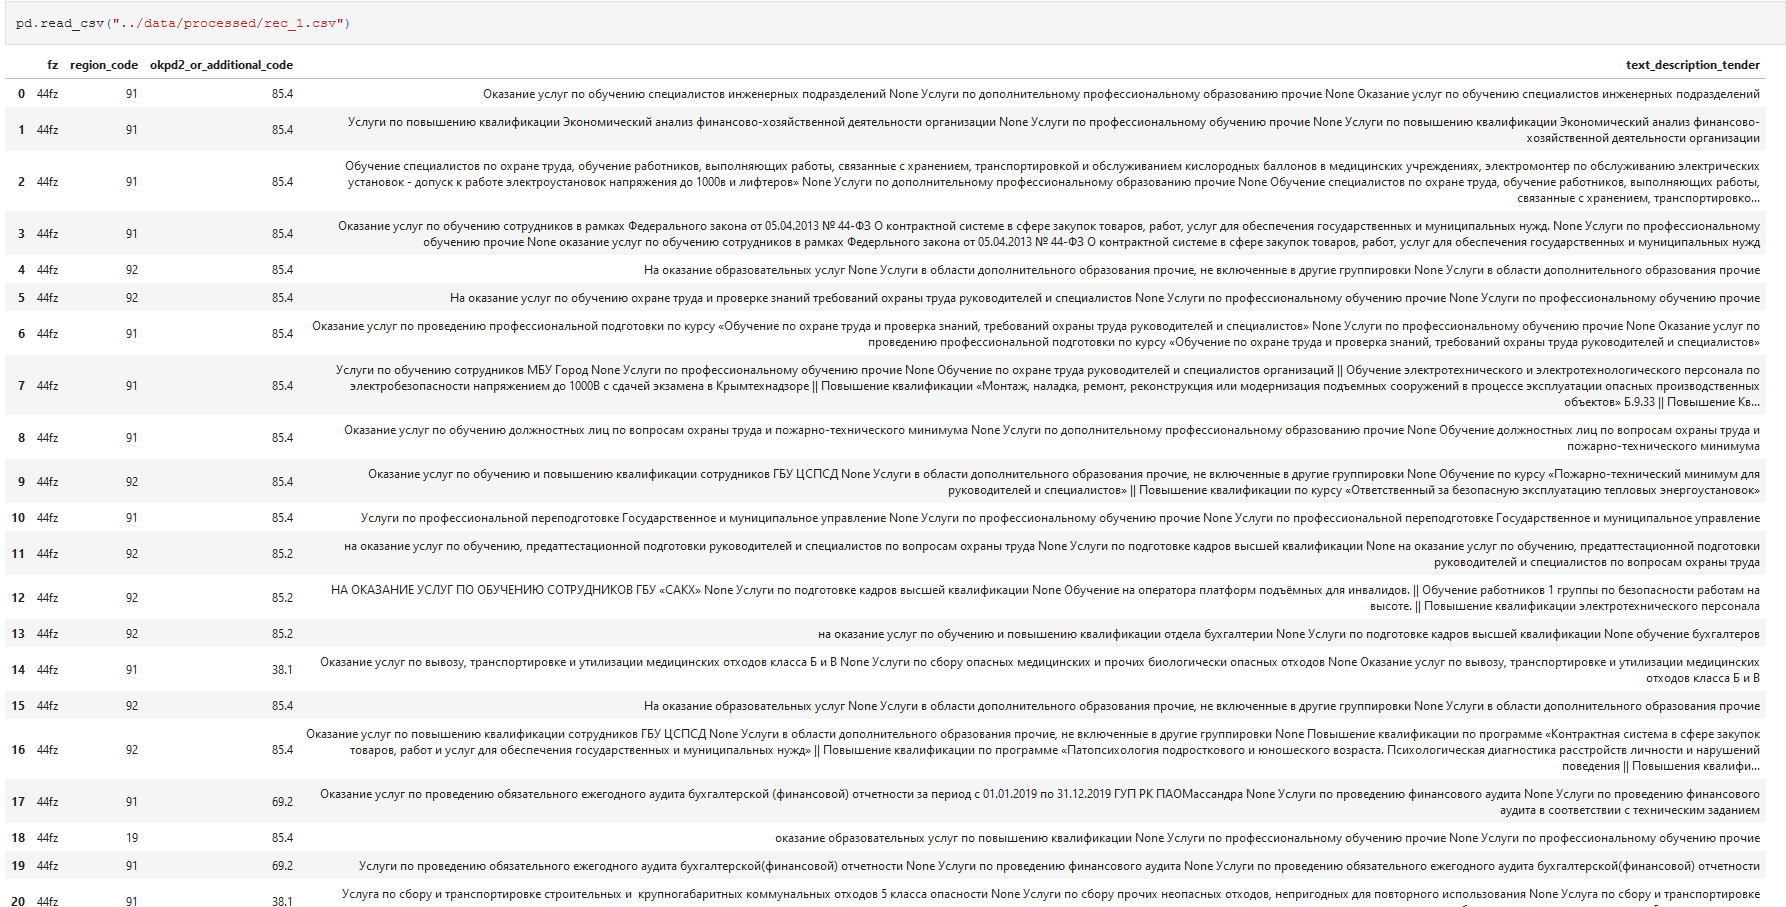 pd.read_csv("../data/processed/rec_1.csv")
fz region_code okpd2_or_additional_code text_description_tender
0 44fz 91 85.4 Оказание услуг по обучению специалистов инженерных подразделений None Услуги по дополнительному профессиональному образованию прочие None Оказание услуг по обучению специалистов инженерных подразделений
1 44fz 91 85.4 Услуги по повышению квалификации Экономический анализ финансово-хозяйственной деятельности организации None Услуги по профессиональному обучению прочие None Услуги по повышению квалификации Экономический анализ финансово-
хозяйственной деятельности организации
2 44fz 91 85.4 Обучение специалистов по охране труда, обучение работников, выполняющих работы, связанные с хранением, транспортировкой и обслуживанием кислородных баллонов в медицинских учреждениях, электромонтер по обслуживанию электрических
установок - допуск к работе электроустановок напряжения до 1000в и лифтеров» None Услуги по дополнительному профессиональному образованию прочие None Обучение специалистов по охране труда, обучение работников, выполняющих работы,
связанные с хранением, транспортировко...
3 44fz 91 85.4 Оказание услуг по обучению сотрудников в рамках Федерального закона от 05.04.2013 № 44-ФЗ О контрактной системе в сфере закупок товаров, работ, услуг для обеспечения государственных и муниципальных нужд. None Услуги по профессиональному
обучению прочие None оказание услуг по обучению сотрудников в рамках Федерльного закона от 05.04.2013 № 44-ФЗ О контрактной системе в сфере закупок товаров, работ, услуг для обеспечения государственных и муниципальных нужд
4 44fz 92 85.4 На оказание образовательных услуг None Услуги в области дополнительного образования прочие, не включенные в другие группировки None Услуги в области дополнительного образования прочие
5 44fz 92 85.4 На оказание услуг по обучению охране труда и проверке знаний требований охраны труда руководителей и специалистов None Услуги по профессиональному обучению прочие None Услуги по профессиональному обучению прочие
6 44fz 91 85.4 Оказание услуг по проведению профессиональной подготовки по курсу «Обучение по охране труда и проверка знаний, требований охраны труда руководителей и специалистов» None Услуги по профессиональному обучению прочие None Оказание услуг по
проведению профессиональной подготовки по курсу «Обучение по охране труда и проверка знаний, требований охраны труда руководителей и специалистов»
7 44fz 91 85.4 Услуги по обучению сотрудников МБУ Город None Услуги по профессиональному обучению прочие None Обучение по охране труда руководителей и специалистов организаций || Обучение электротехнического и электротехнологического персонала по
электробезопасности напряжением до 1000В с сдачей экзамена в Крымтехнадзоре || Повышение квалификации «Монтаж, наладка, ремонт, реконструкция или модернизация подъемных сооружений в процессе эксплуатации опасных производственных
объектов» Б.9.33 || Повышение Кв...
8 44fz 91 85.4 Оказание услуг по обучению должностных лиц по вопросам охраны труда и пожарно-технического минимума None Услуги по дополнительному профессиональному образованию прочие None Обучение должностных лиц по вопросам охраны труда и
пожарно-технического минимума
9 44fz 92 85.4 Оказание услуг по обучению и повышению квалификации сотрудников ГБУ ЦСПСД None Услуги в области дополнительного образования прочие, не включенные в другие группировки None Обучение по курсу «Пожарно-технический минимум для
руководителей и специалистов» || Повышение квалификации по курсу «Ответственный за безопасную эксплуатацию тепловых энергоустановок»
10 44fz 91 85.4 Услуги по профессиональной переподготовке Государственное и муниципальное управление None Услуги по профессиональному обучению прочие None Услуги по профессиональной переподготовке Государственное и муниципальное управление
11 44fz 92 85.2 на оказание услуг по обучению, предаттестационной подготовки руководителей и специалистов по вопросам охраны труда None Услуги по подготовке кадров высшей квалификации None на оказание услуг по обучению, предаттестационной подготовки
руководителей и специалистов по вопросам охраны труда
12 44fz 92 85.2 НА ОКАЗАНИЕ УСЛУГ ПО ОБУЧЕНИЮ СОТРУДНИКОВ ГБУ «САКХ» None Услуги по подготовке кадров высшей квалификации None Обучение на оператора платформ подъёмных для инвалидов. || Обучение работников 1 группы по безопасности работам на
высоте. || Повышение квалификации электротехнического персонала
13 44fz 92 85.2 на оказание услуг по обучению и повышению квалификации отдела бухгалтерии None Услуги по подготовке кадров высшей квалификации None обучение бухгалтеров
14 44fz 91 38.1 Оказание услуг по вывозу, транспортировке и утилизации медицинских отходов класса Б и В None Услуги по сбору опасных медицинских и прочих биологически опасных отходов None Оказание услуг по вывозу, транспортировке и утилизации медицинских
отходов класса Б и В
15 44fz 92 85.4 На оказание образовательных услуг None Услуги в области дополнительного образования прочие, не включенные в другие группировки None Услуги в области дополнительного образования прочие
16 44fz 92 85.4 Оказание услуг по повышению квалификации сотрудников ГБУ ЦСПСД None Услуги в области дополнительного образования прочие, не включенные в другие группировки None Повышение квалификации по программе «Контрактная система в сфере закупок
товаров, работ и услуг для обеспечения государственных и муниципальных нужд» || Повышение квалификации по программе «Патопсихология подросткового и юношеского возраста. Психологическая диагностика расстройств личности и нарушений
поведения || Повышения квалифи...
17 44fz 91 69.2 Оказание услуг по проведению обязательного ежегодного аудита бухгалтерской (финансовой) отчетности за период с 01.01.2019 по 31.12.2019 ГУП РК ПАОМассандра None Услуги по проведению финансового аудита None Услуги по проведению финансового
аудита в соответствии с техническим заданием
18 44fz 19 85.4 оказание образовательных услуг по повышению квалификации None Услуги по профессиональному обучению прочие None Услуги по профессиональному обучению прочие
19 44fz 91 69.2 Услуги по проведению обязательного ежегодного аудита бухгалтерской(финансовой) отчетности None Услуги по проведению финансового аудита None Услуги по проведению обязательного ежегодного аудита бухгалтерской(финансовой) отчетности
20 44fz 91 38.1 Услуга по сбору и транспортировке строительных и крупногабаритных коммунальных отходов 5 класса опасности None Услуги по сбору прочих неопасных отходов, непригодных для повторного использования None Услуга по сбору и транспортировке